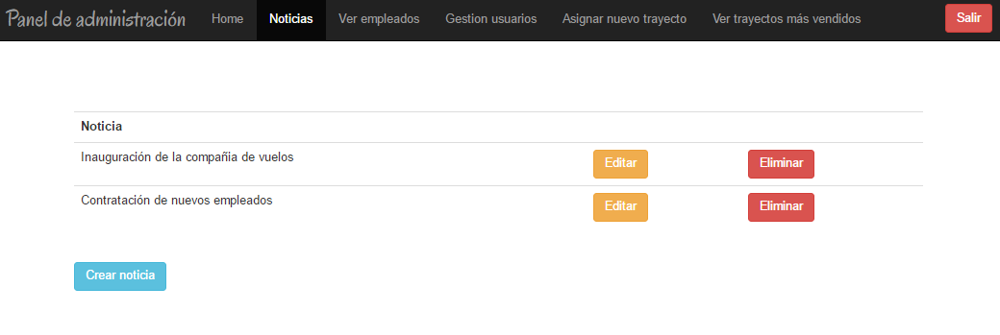 Panel de administración Home Noticias Ver empleados Gestion usuarios Asignar nuevo trayecto Ver trayectos más vendidos Salir
Noticia
Inauguración de la compañia de vuelos Editar Eliminar
Contratación de nuevos empleados Editar Eliminar
Crear noticia